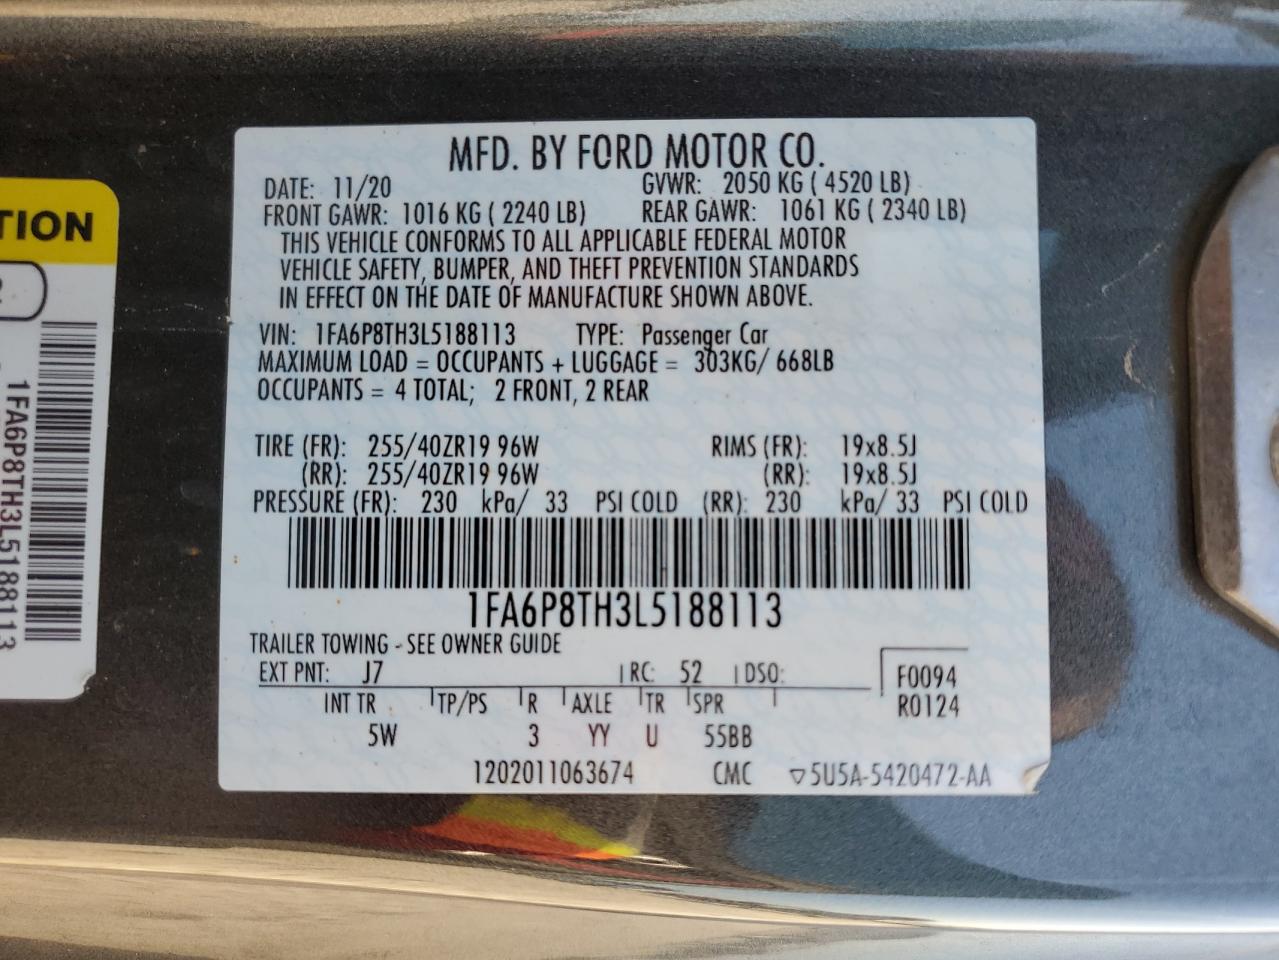 MFD. BY FORD MOTOR CO.
DATE: 11/20 GVWR: 2050 KG ( 4520 LB)
FRONT GAWR: 1016 KG ( 2240 LB) REAR GAWR: 1061 KG ( 2340 LB)
THIS VEHICLE CONFORMS TO ALL APPLICABLE FEDERAL MOTOR
VEHICLE SAFETY, BUMPER, AND THEFT PREVENTION STANDARDS
IN EFFECT ON THE DATE OF MANUFACTURE SHOWN ABOVE.
VIN: 1FA6P8TH3L5188113 TYPE: Passenger Car
MAXIMUM LOAD = OCCUPANTS + LUGGAGE = 303KG/ 668LB
OCCUPANTS = 4 TOTAL; 2 FRONT, 2 REAR
TIRE (FR): 255/40ZR19 96W RIMS (FR): 19x8.5J
(RR): 255/40ZR19 96W (RR): 19x8.5J
PRESSURE (FR): 230 kPa/ 33 PSI COLD (RR): 230 kPa/ 33 PSI COLD
1FA6P8TH3L5188113
TRAILER TOWING - SEE OWNER GUIDE
EXT PNT: J7 RC: 52 DSO: F0094
INT TR TP/PS R AXLE TR SPR R0124
5W 3 YY U 55BB
1202011063674 CMC ▽5U5A-5420472-AA
TION
1FA6P8TH3L5188113